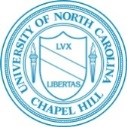 UNIVERSITY OF NORTH CAROLINA
LVX
LIBERTAS
CHAPEL HILL